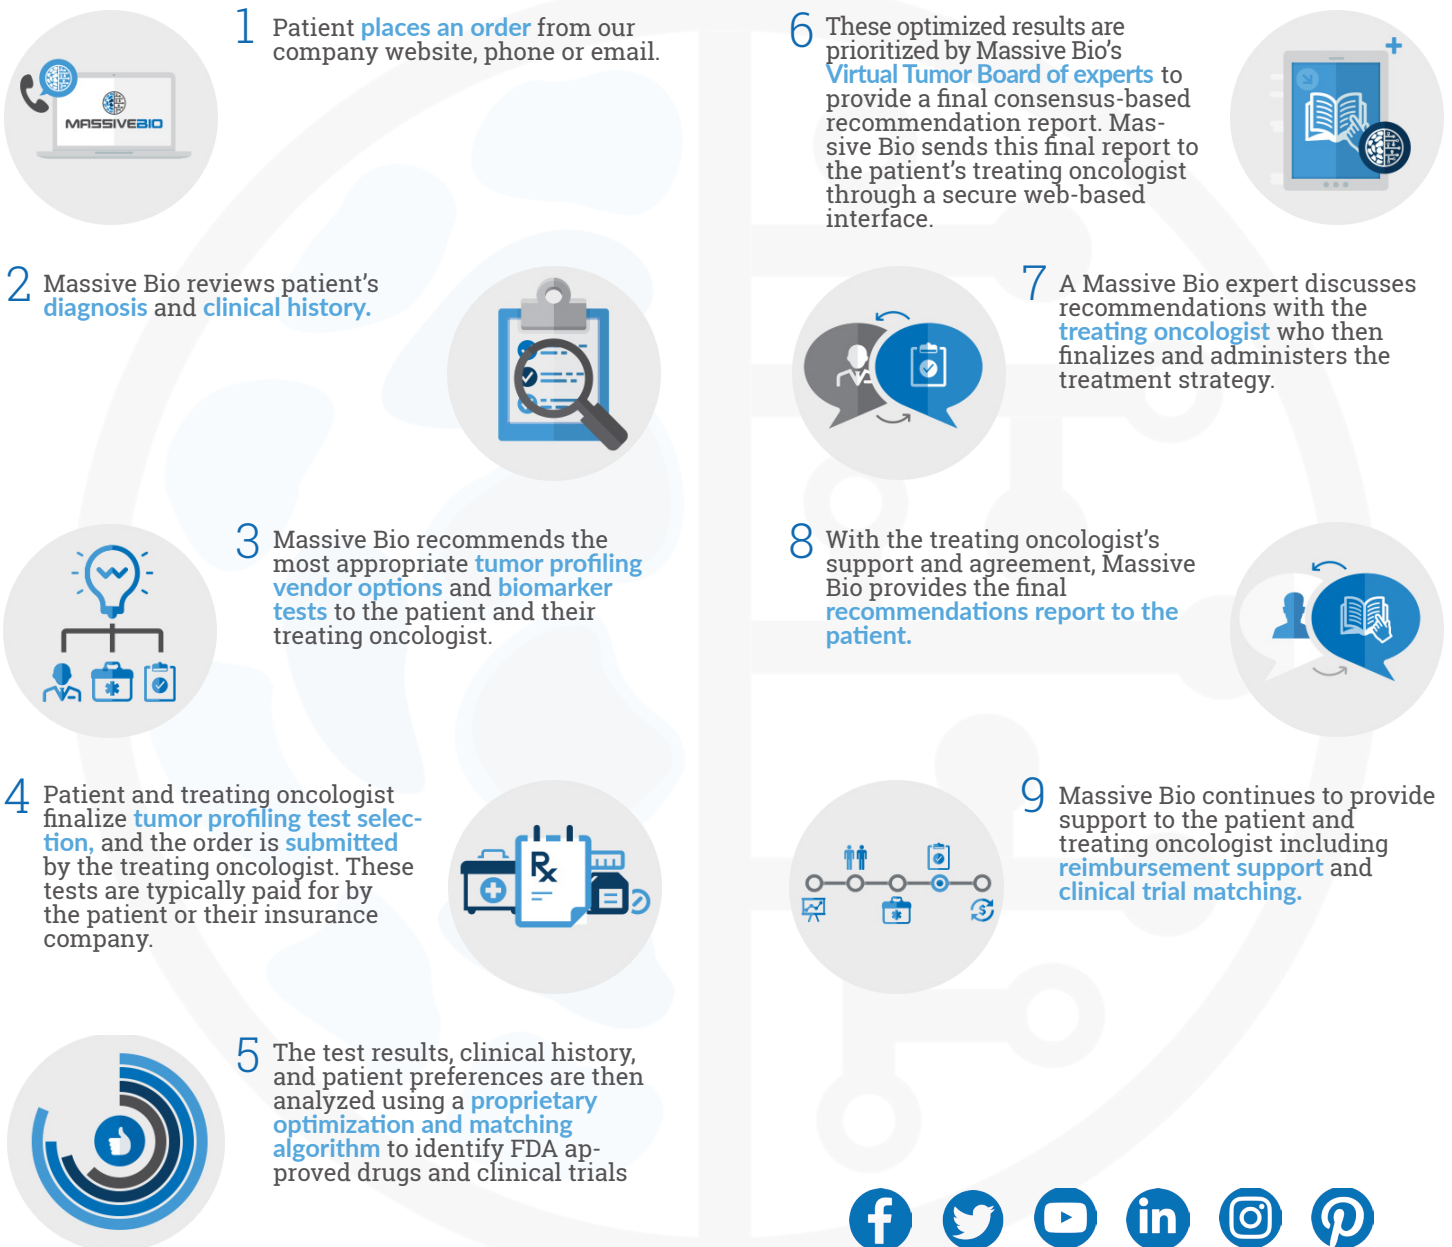 1
Patient places an order from our
company website, phone or email.
MASSIVEBIO
2
Massive Bio reviews patient's
diagnosis and clinical history.
3
Massive Bio recommends the
most appropriate tumor profiling
vendor options and biomarker
tests to the patient and their
treating oncologist.
4
Patient and treating oncologist
finalize tumor profiling test selec-
tion, and the order is submitted
by the treating oncologist. These
tests are typically paid for by
the patient or their insurance
company.
Rx
5
The test results, clinical history,
and patient preferences are then
analyzed using a proprietary
optimization and matching
algorithm to identify FDA ap-
proved drugs and clinical trials
6
These optimized results are
prioritized by Massive Bio's
Virtual Tumor Board of experts to
provide a final consensus-based
recommendation report. Mas-
sive Bio sends this final report to
the patient's treating oncologist
through a secure web-based
interface.
7
A Massive Bio expert discusses
recommendations with the
treating oncologist who then
finalizes and administers the
treatment strategy.
8
With the treating oncologist's
support and agreement, Massive
Bio provides the final
recommendations report to the
patient.
9
Massive Bio continues to provide
support to the patient and
treating oncologist including
reimbursement support and
clinical trial matching.
$
f
in